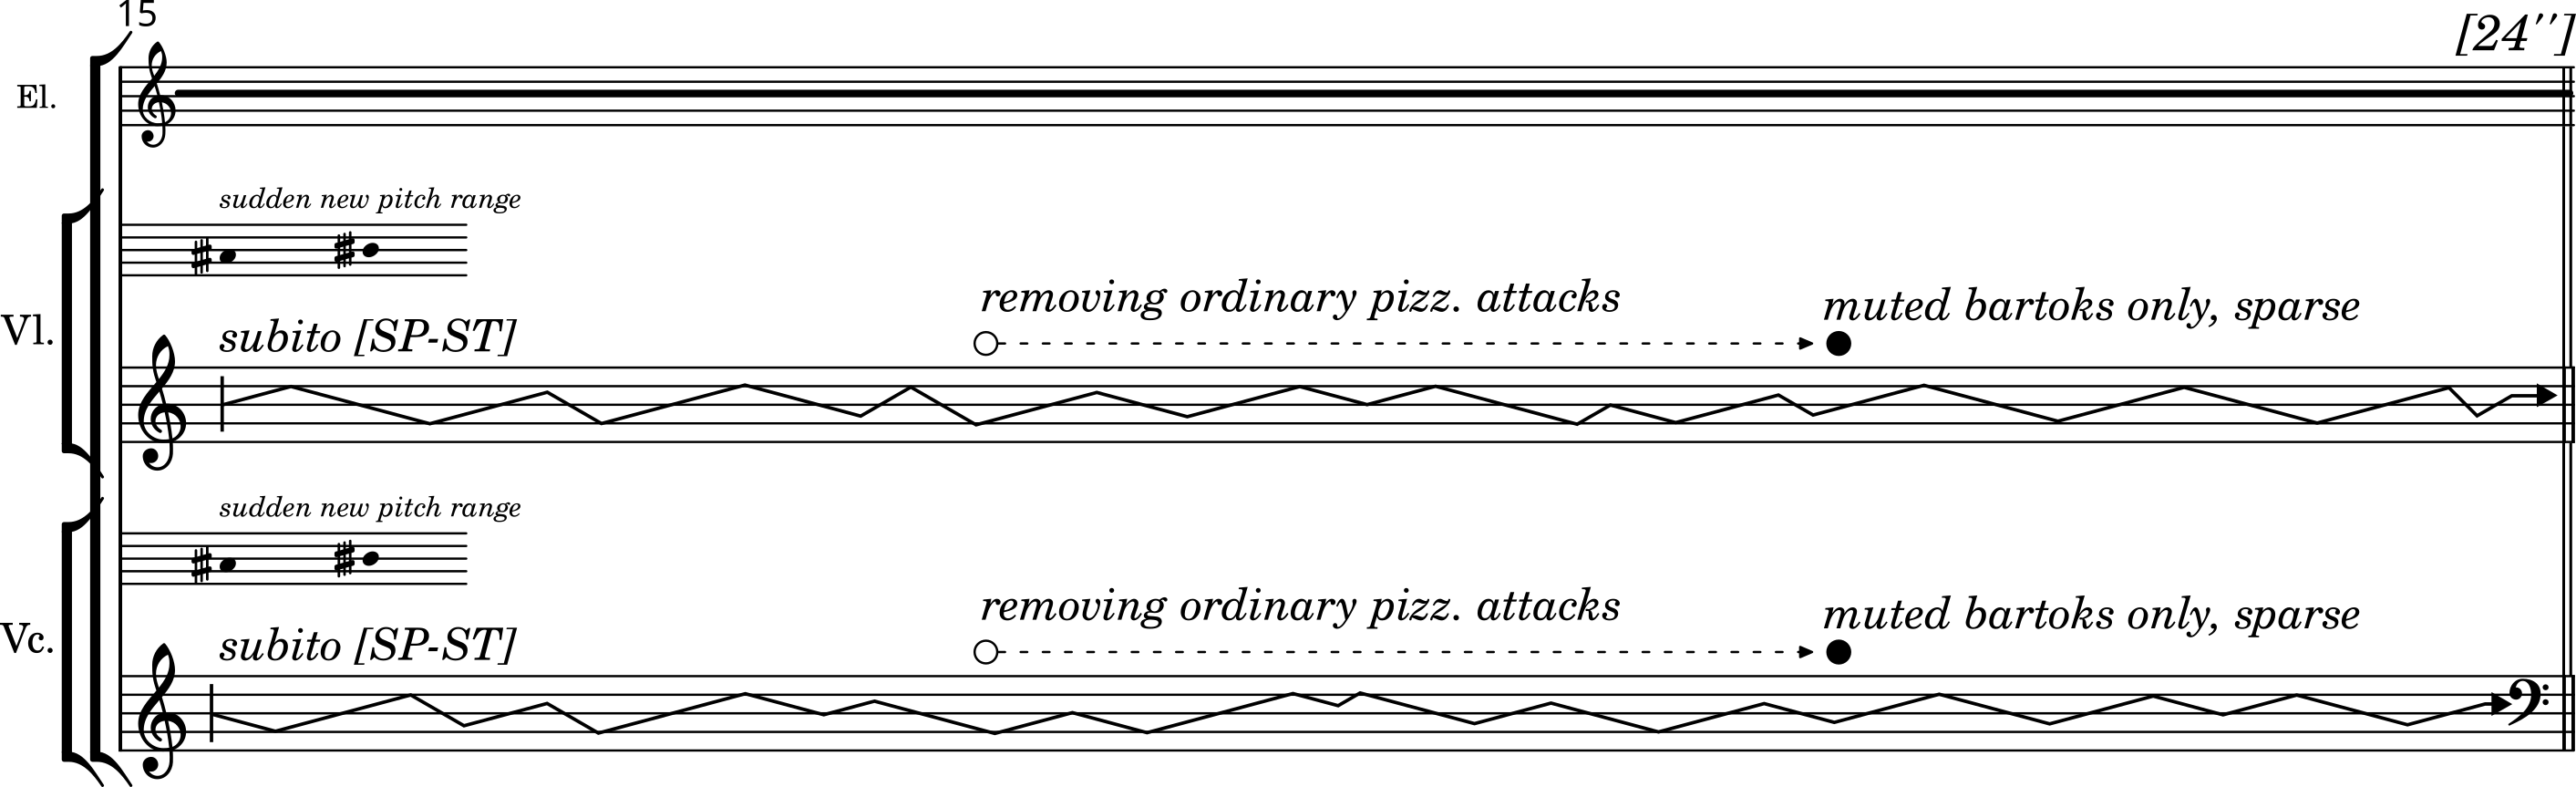 15
[24′′]
El.
sudden new pitch range
removing ordinary pizz. attacks
muted bartoks only, sparse
Vl.
subito [SP-ST]
sudden new pitch range
removing ordinary pizz. attacks
muted bartoks only, sparse
Vc.
subito [SP-ST]